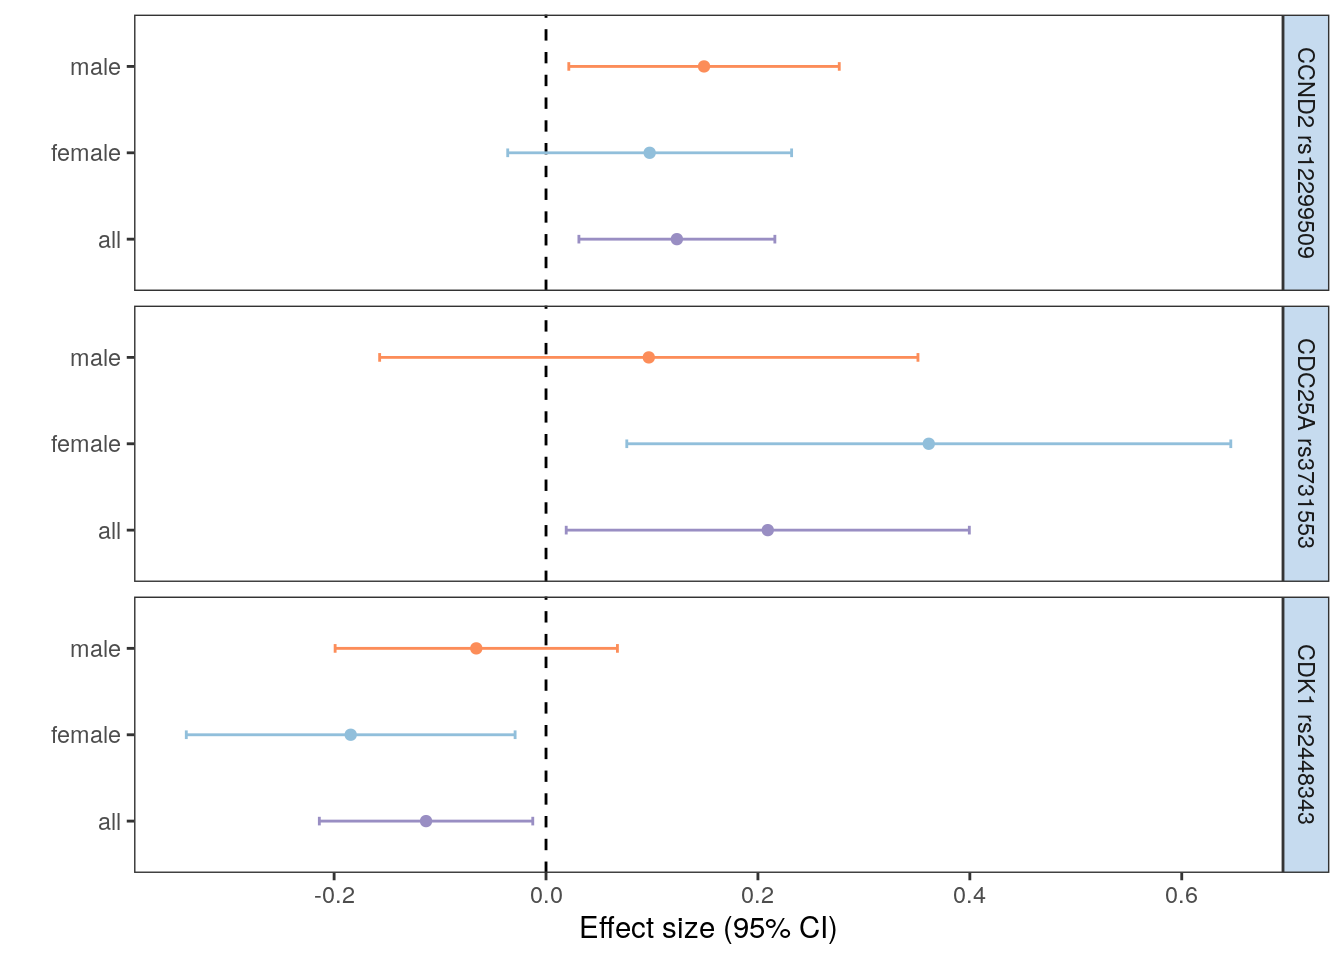 male
female
all
CCND2 rs12299509
male
female
all
CDC25A rs3731553
male
female
all
CDK1 rs2448343
-0.2 0.0 0.2 0.4 0.6
Effect size (95% CI)